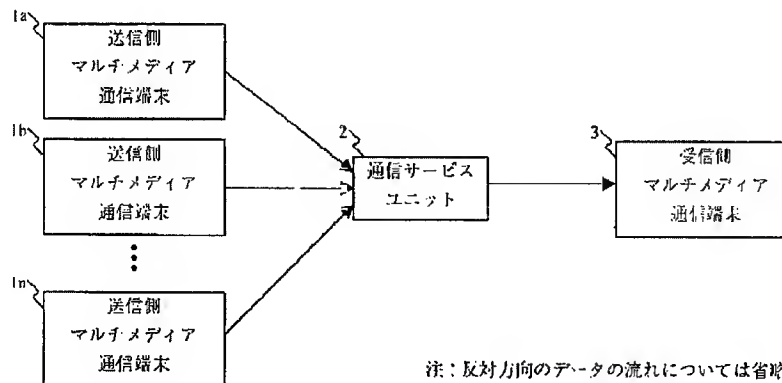 1a
送信側
マルチメディア
通信端末
1b
送信側
マルチメディア
通信端末
1n
送信側
マルチメディア
通信端末
2
通信サービス
ユニット
3
受信側
マルチメディア
通信端末
注：反対方向のデータの流れについては省略